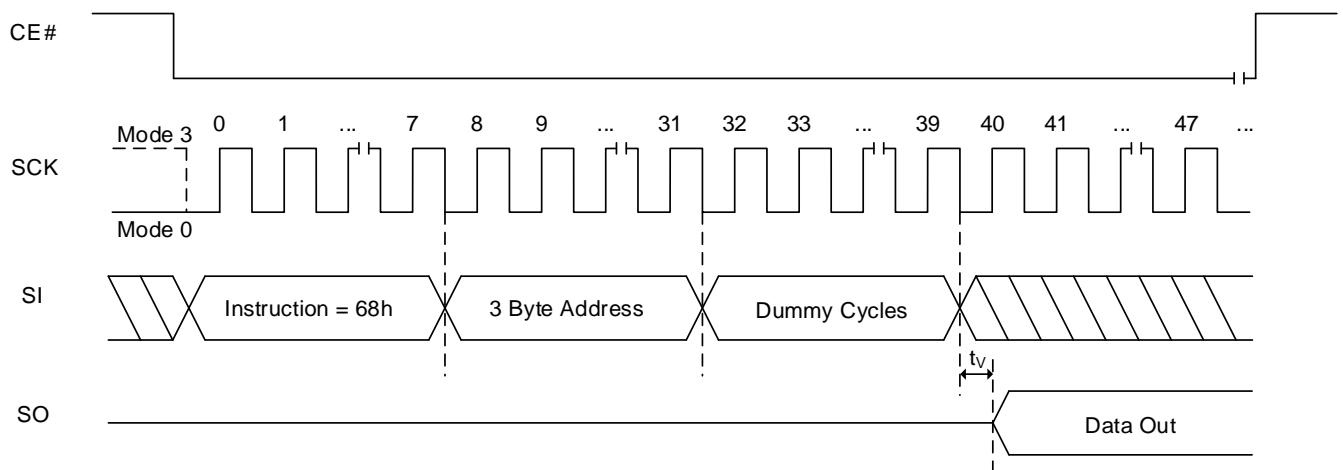 CE#
Mode 3 0 1 ... 7 8 9 ... 31 32 33 ... 39 40 41 ... 47 ...
SCK
Mode 0
SI Instruction = 68h 3 Byte Address Dummy Cycles
tV
SO Data Out